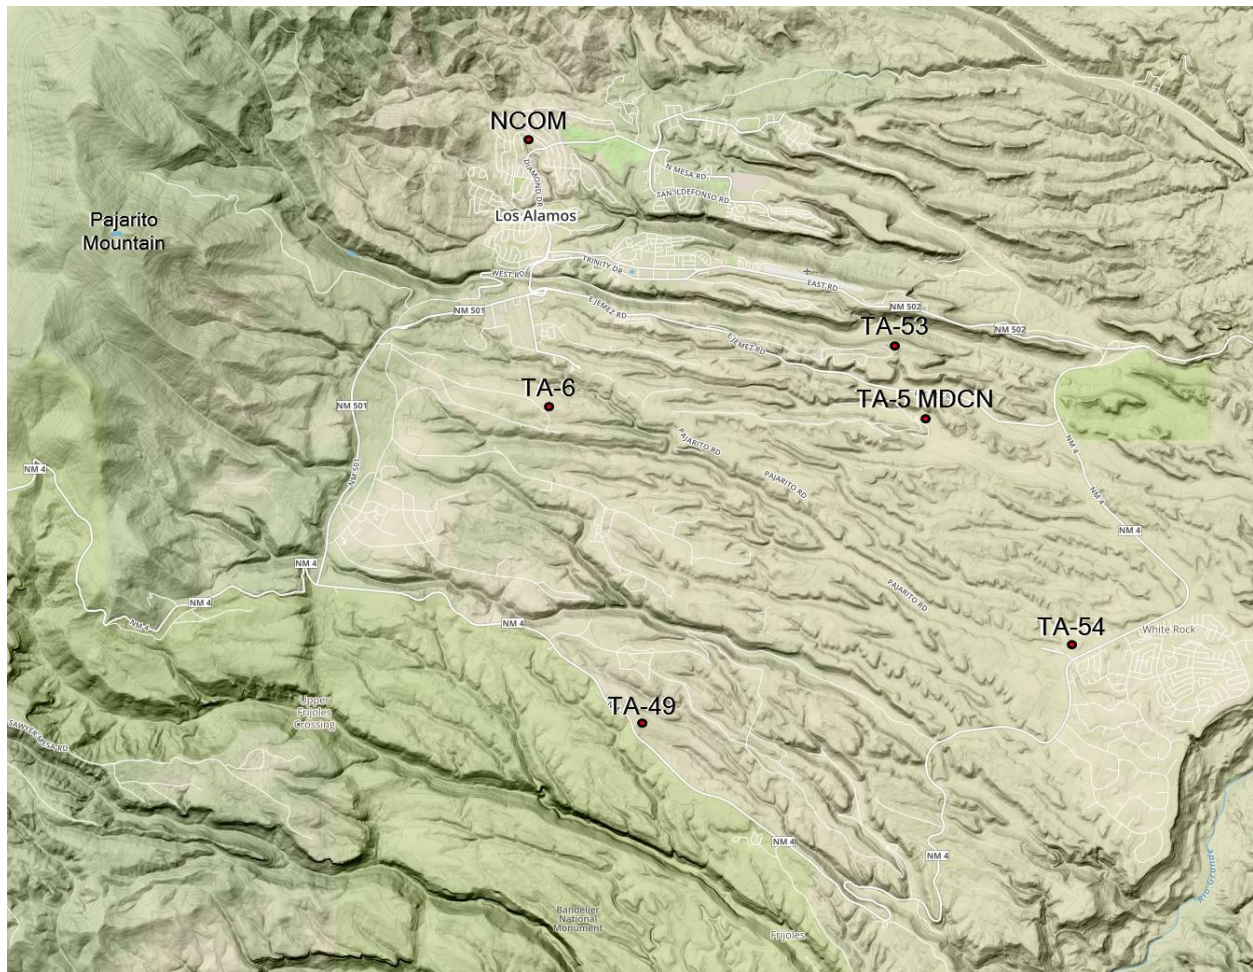 NCOM
DIAMOND DR
N MESA RD
SAN ILDEFONSO RD
Los Alamos
Pajarito
Mountain
TRINITY DR
WEST RD
EAST RD
NM 501
E JEMEZ RD
NM 502
NM 502
TA-53
E JEMEZ RD
TA-6
TA-5 MDCN
NM 501
PAJARITO RD
NM 4
NM 501
PAJARITO RD
NM 4
NM 4
NM 4
NM 4
NM 4
PAJARITO RD
NM 4
TA-54
White Rock
Upper
Frijoles
Crossing
TA-49
SAWYER MESA RD
NM 4
NM 4
Rio Grande
Bandelier
National
Monument
Frijoles